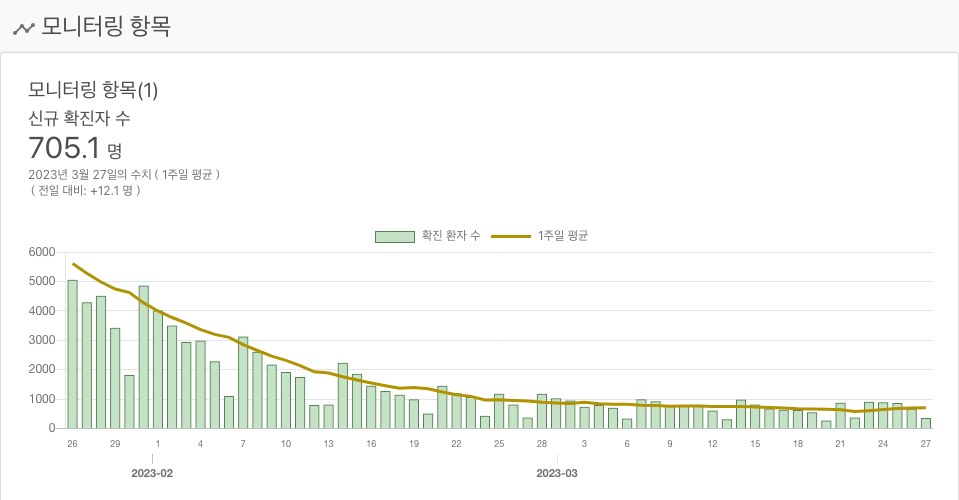 모니터링 항목
모니터링 항목(1)
신규 확진자 수
705.1 명
2023년 3월 27일의 수치 ( 1주일 평균 )
( 전일 대비: +12.1 명 )
확진 환자 수 1주일 평균
6000
5000
4000
3000
2000
1000
0
26 29 1 4 7 10 13 16 19 22 25 28 3 6 9 12 15 18 21 24 27
2023-02 2023-03